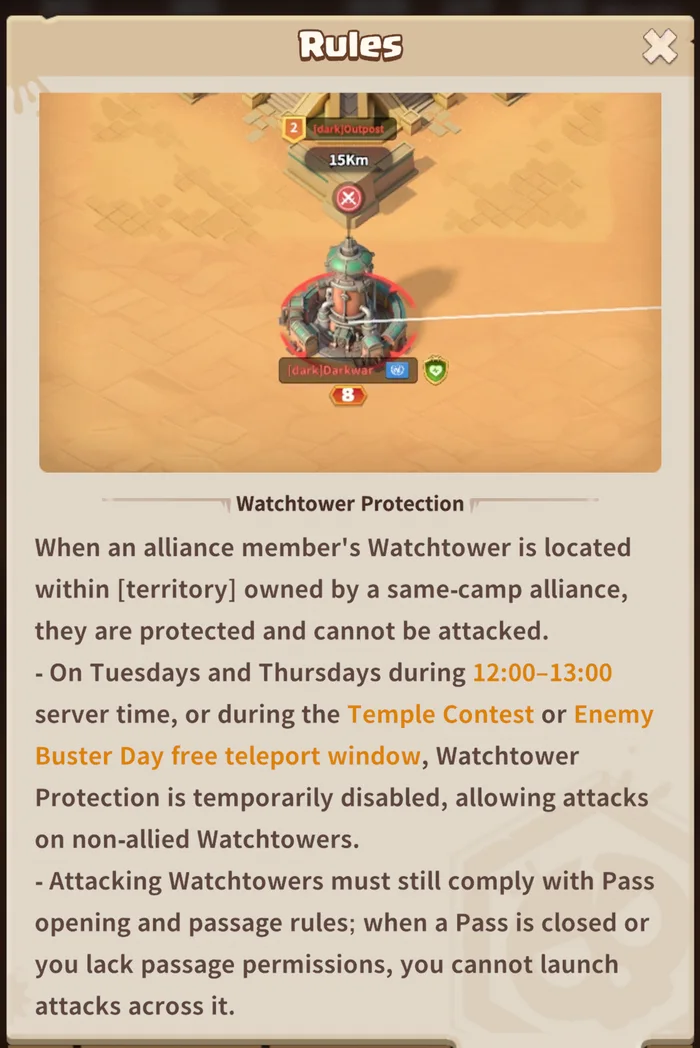 Rules
2
[dark]Outpost
15Km
[dark]Darkwar
8
Watchtower Protection
When an alliance member's Watchtower is located
within [territory] owned by a same-camp alliance,
they are protected and cannot be attacked.
- On Tuesdays and Thursdays during 12:00–13:00
server time, or during the Temple Contest or Enemy
Buster Day free teleport window, Watchtower
Protection is temporarily disabled, allowing attacks
on non-allied Watchtowers.
- Attacking Watchtowers must still comply with Pass
opening and passage rules; when a Pass is closed or
you lack passage permissions, you cannot launch
attacks across it.